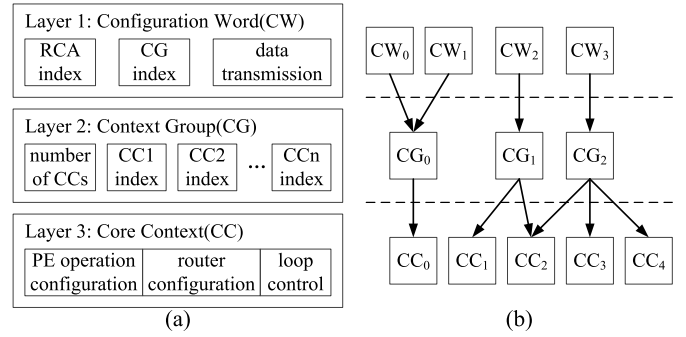 Layer 1: Configuration Word(CW)
RCA index
CG index
data transmission
Layer 2: Context Group(CG)
number of CCs
CC1 index
CC2 index
...
CCn index
Layer 3: Core Context(CC)
PE operation configuration
router configuration
loop control
(a)
CW0 CW1 CW2 CW3
CG0 CG1 CG2
CC0 CC1 CC2 CC3 CC4
(b)